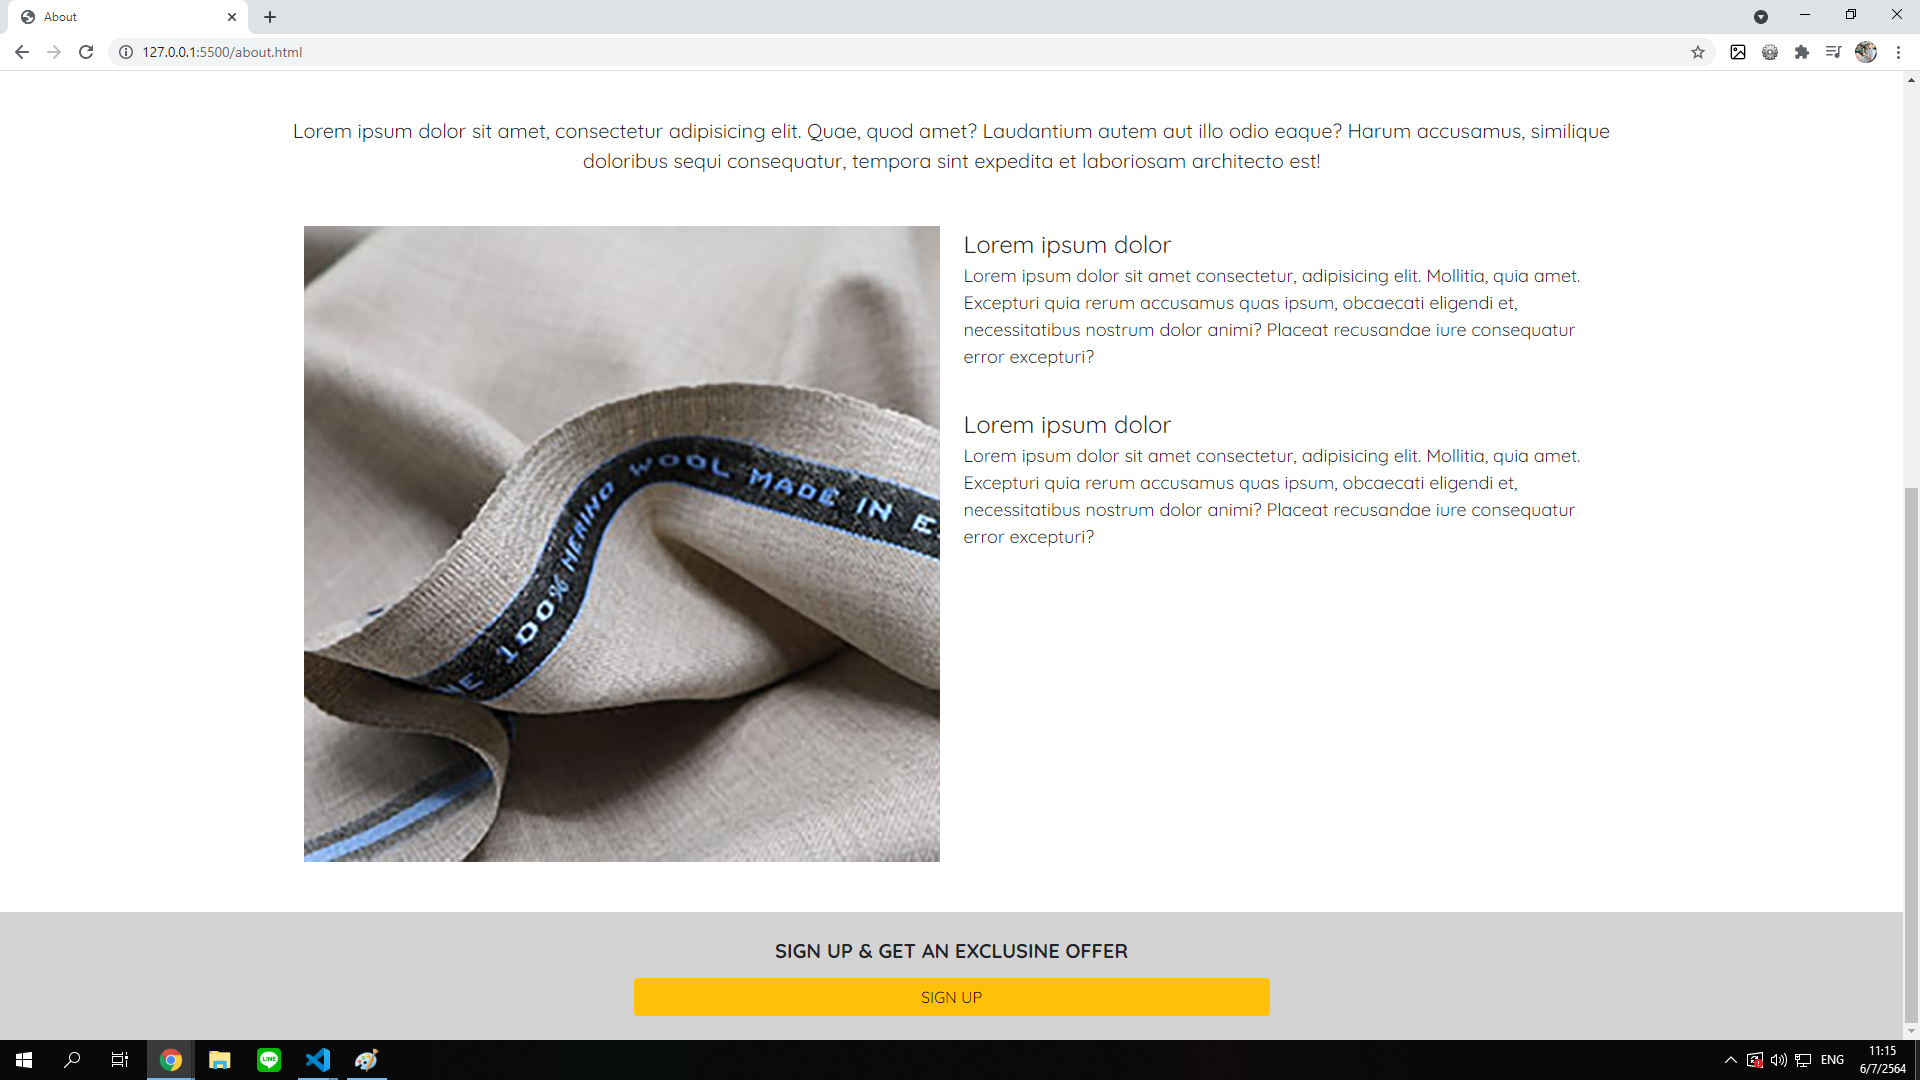 About
127.0.0.1:5500/about.html
Lorem ipsum dolor sit amet, consectetur adipisicing elit. Quae, quod amet? Laudantium autem aut illo odio eaque? Harum accusamus, similique
doloribus sequi consequatur, tempora sint expedita et laboriosam architecto est!
NE 100% MERINO WOOL-MADE IN E
Lorem ipsum dolor
Lorem ipsum dolor sit amet consectetur, adipisicing elit. Mollitia, quia amet.
Excepturi quia rerum accusamus quas ipsum, obcaecati eligendi et,
necessitatibus nostrum dolor animi? Placeat recusandae iure consequatur
error excepturi?
Lorem ipsum dolor
Lorem ipsum dolor sit amet consectetur, adipisicing elit. Mollitia, quia amet.
Excepturi quia rerum accusamus quas ipsum, obcaecati eligendi et,
necessitatibus nostrum dolor animi? Placeat recusandae iure consequatur
error excepturi?
SIGN UP & GET AN EXCLUSINE OFFER
SIGN UP
LINE
ENG
11:15
6/7/2564